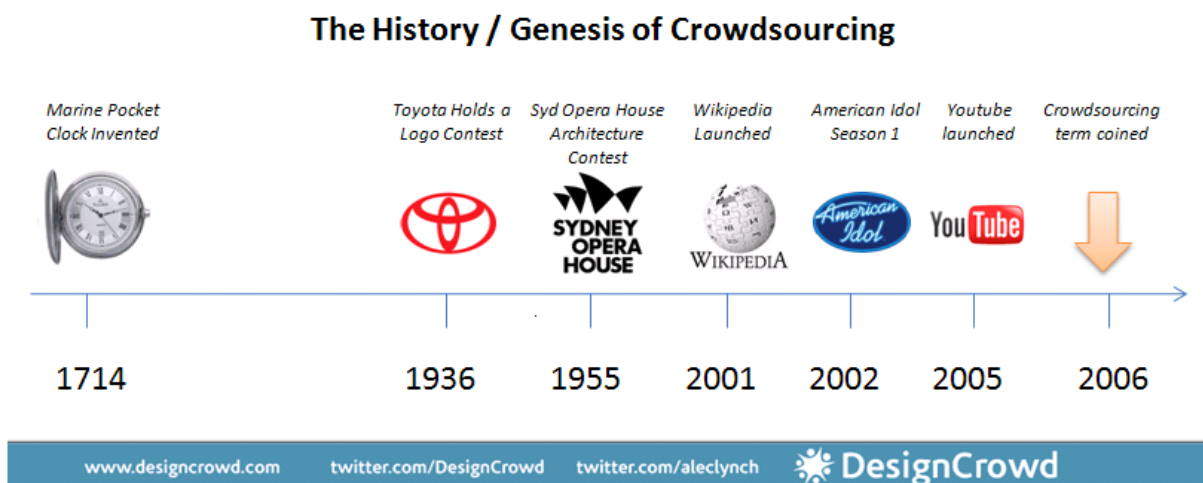 The History / Genesis of Crowdsourcing
Marine Pocket
Clock Invented
Toyota Holds a
Logo Contest
Syd Opera House
Architecture
Contest
Wikipedia
Launched
American Idol
Season 1
Youtube
launched
Crowdsourcing
term coined
SYDNEY
OPERA
HOUSE
WIKIPEDIA
American
Idol
YouTube
1714
1936
1955
2001
2002
2005
2006
www.designcrowd.com
twitter.com/DesignCrowd
twitter.com/aleclynch
DesignCrowd